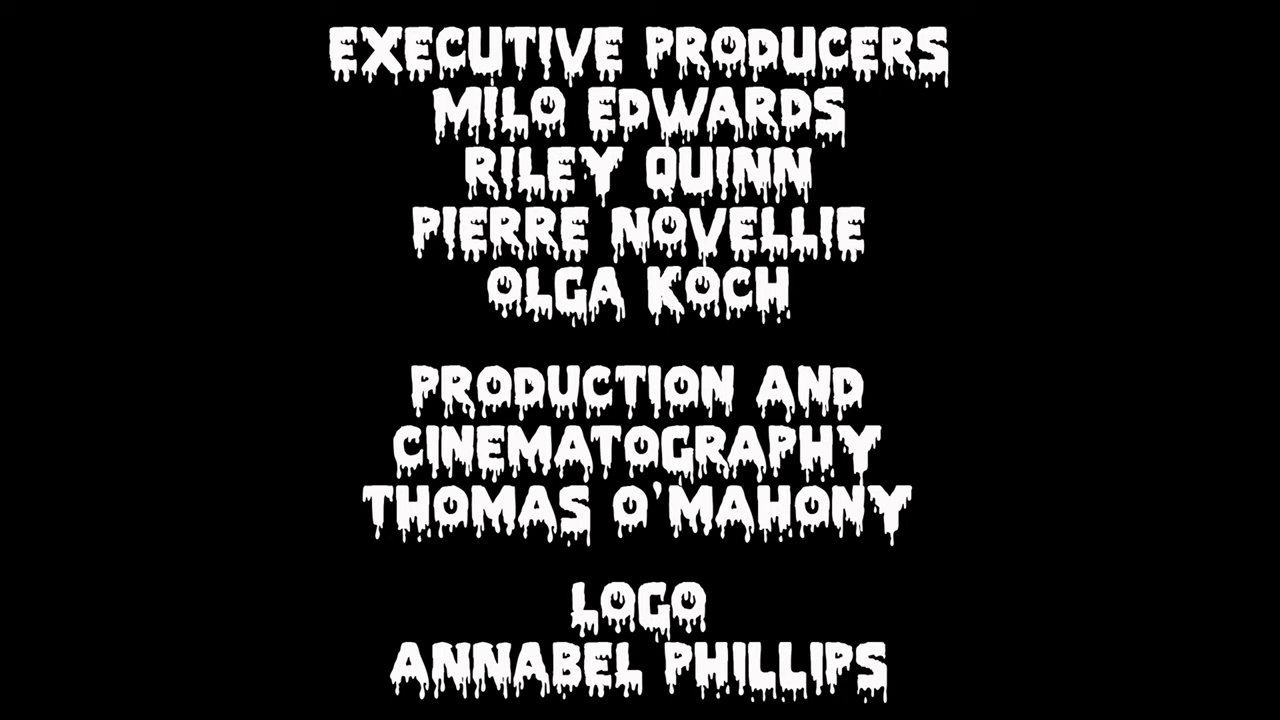 EXECUTIVE PRODUCERS
MILO EDWARDS
RILEY QUINN
PIERRE NOVELLIE
OLGA KOCH
PRODUCTION AND
CINEMATOGRAPHY
THOMAS O'MAHONY
LOGO
ANNABEL PHILLIPS